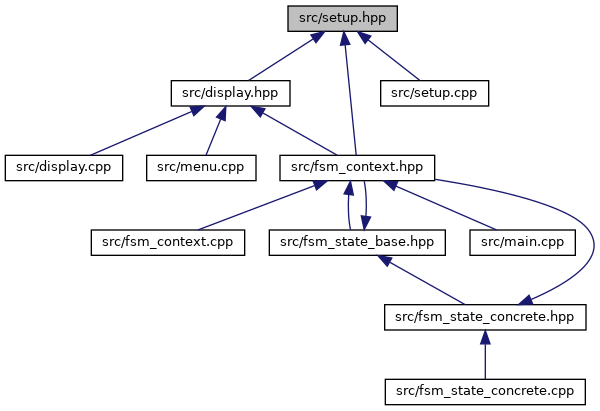 src/setup.hpp
src/display.hpp
src/setup.cpp
src/display.cpp
src/menu.cpp
src/fsm_context.hpp
src/fsm_context.cpp
src/fsm_state_base.hpp
src/main.cpp
src/fsm_state_concrete.hpp
src/fsm_state_concrete.cpp